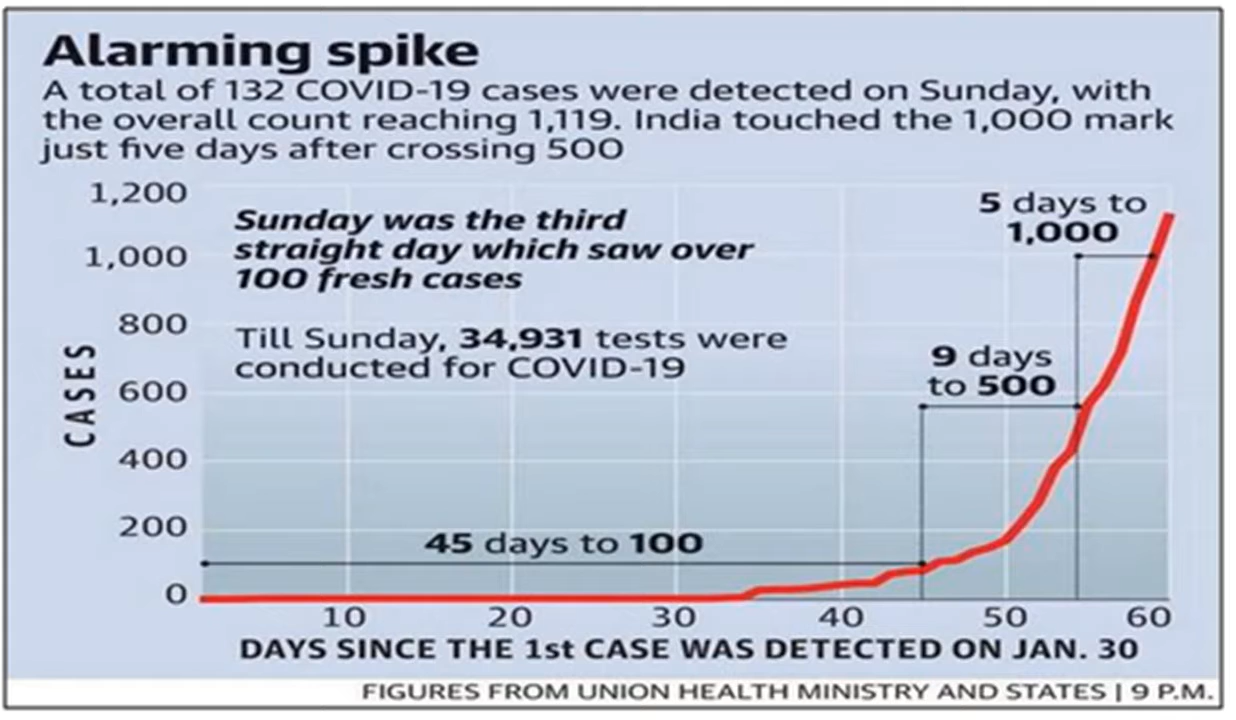 Alarming spike
A total of 132 COVID-19 cases were detected on Sunday, with
the overall count reaching 1,119. India touched the 1,000 mark
just five days after crossing 500
1,200
1,000
800
600
400
200
0
CASES
Sunday was the third
straight day which saw over
100 fresh cases
Till Sunday, 34,931 tests were
conducted for COVID-19
5 days to
1,000
9 days
to 500
45 days to 100
10 20 30 40 50 60
DAYS SINCE THE 1st CASE WAS DETECTED ON JAN. 30
FIGURES FROM UNION HEALTH MINISTRY AND STATES | 9 P.M.